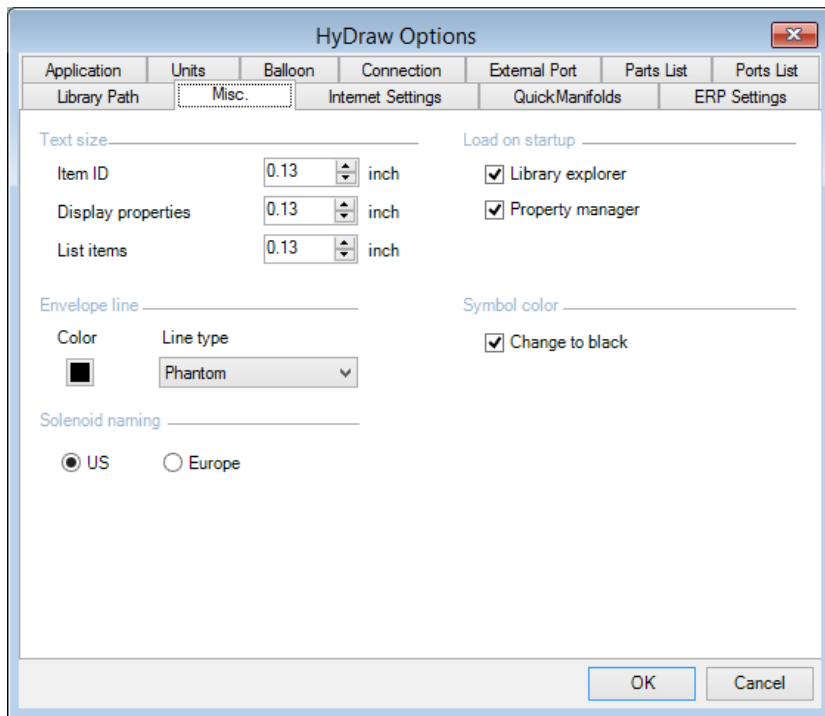 HyDraw Options
Application Units Balloon Connection External Port Parts List Ports List
Library Path Misc. Internet Settings QuickManifolds ERP Settings
Text size Load on startup
Item ID 0.13 inch Library explorer
Display properties 0.13 inch Property manager
List items 0.13 inch
Envelope line Symbol color
Color Line type Change to black
Phantom
Solenoid naming
US Europe
OK Cancel